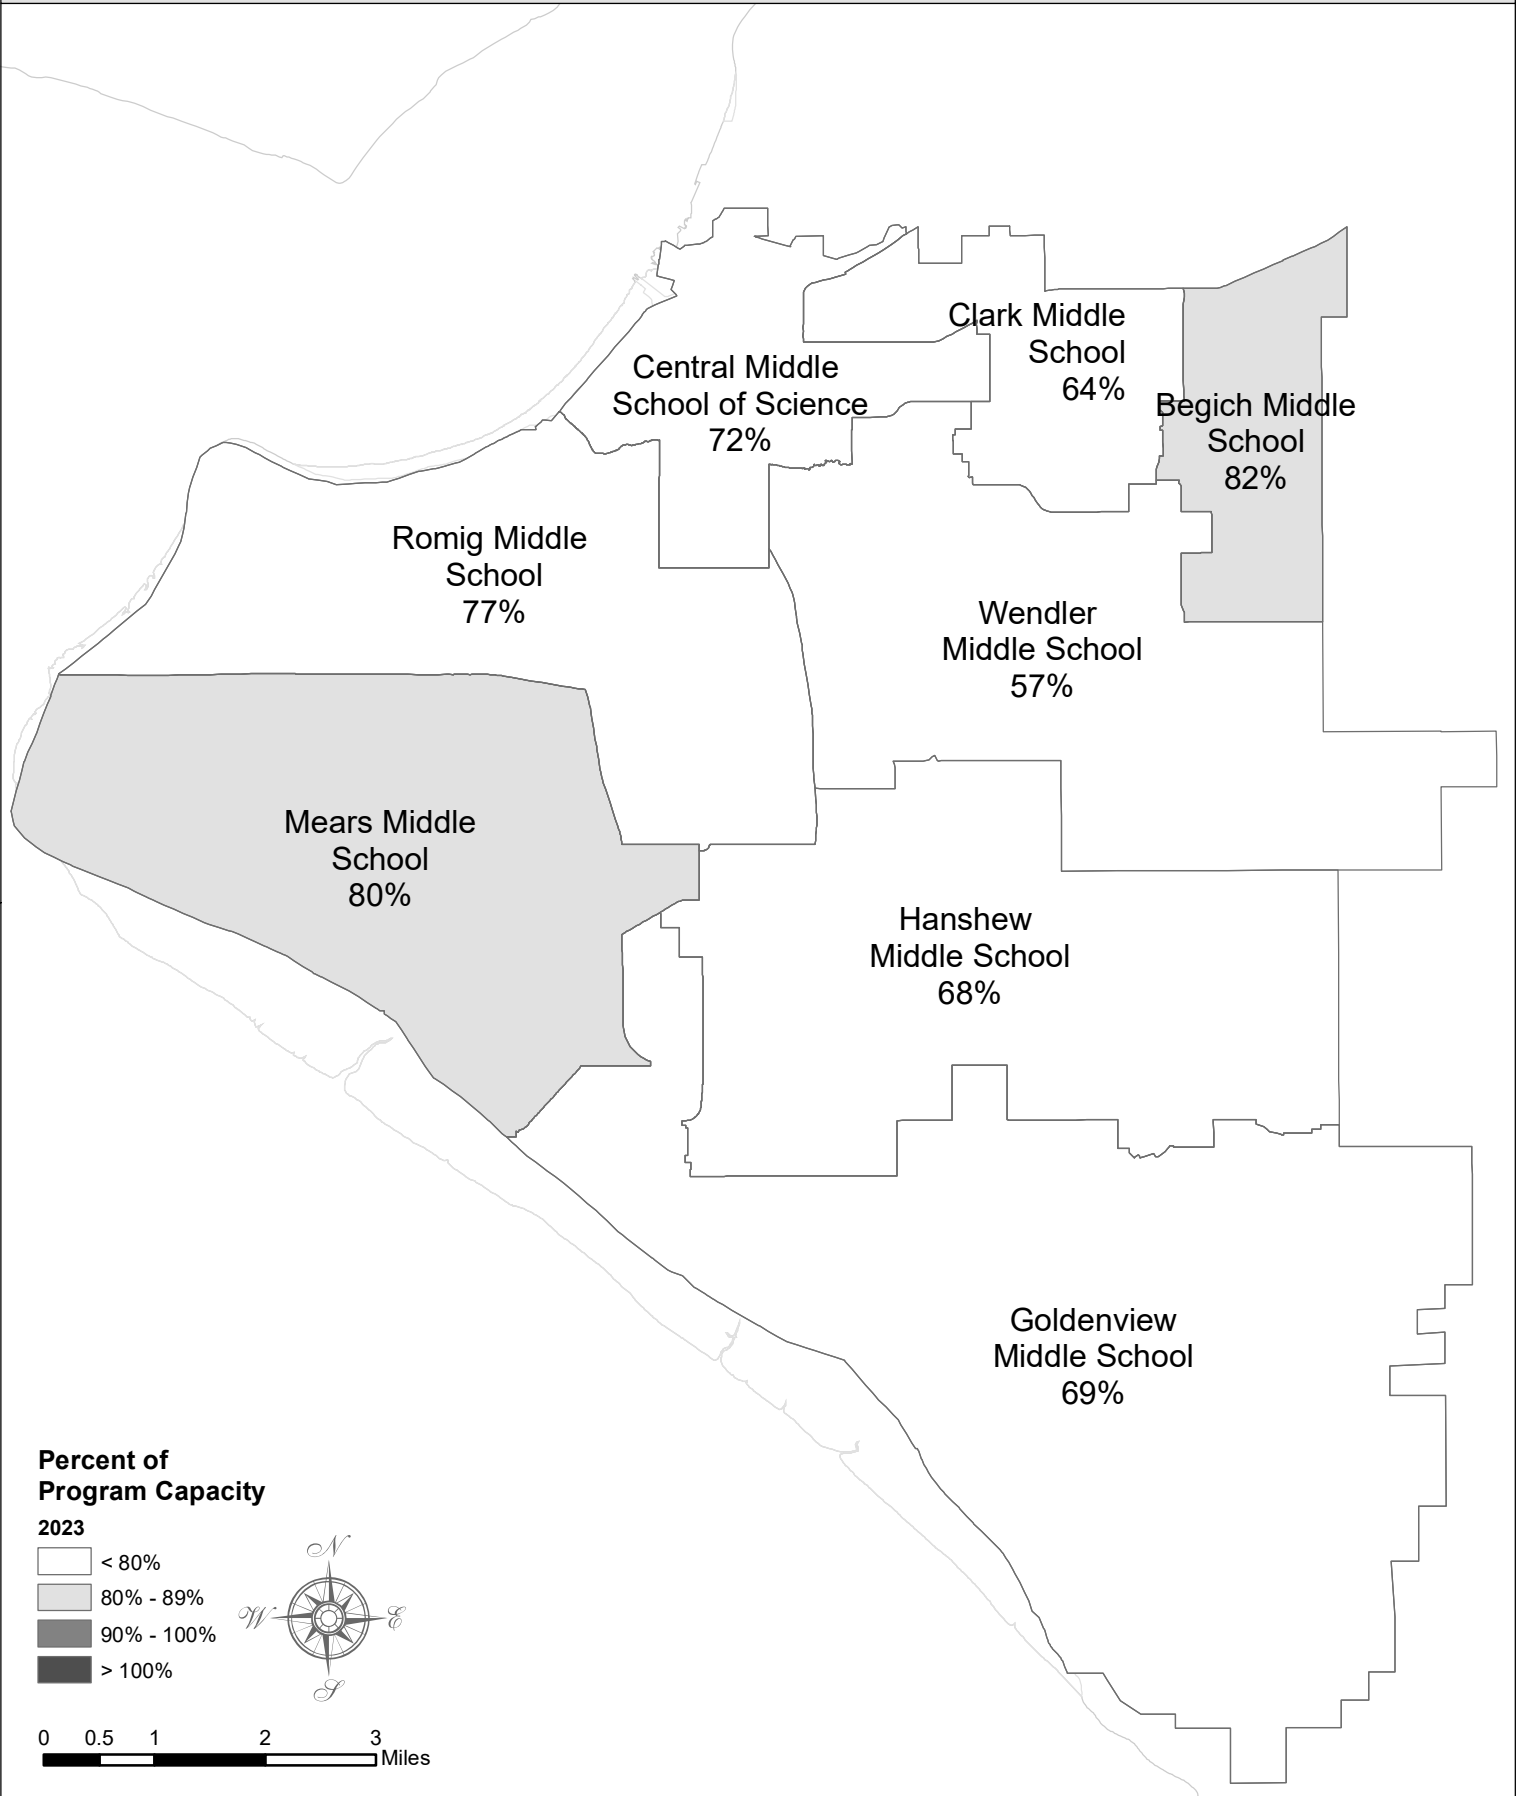 Clark Middle
School
64%
Central Middle
School of Science
72%
Begich Middle
School
82%
Romig Middle
School
77%
Wendler
Middle School
57%
Mears Middle
School
80%
Hanshew
Middle School
68%
Goldenview
Middle School
69%
Percent of
Program Capacity
2023
< 80%
80% - 89%
90% - 100%
> 100%
N
W E
S
0 0.5 1 2 3
Miles